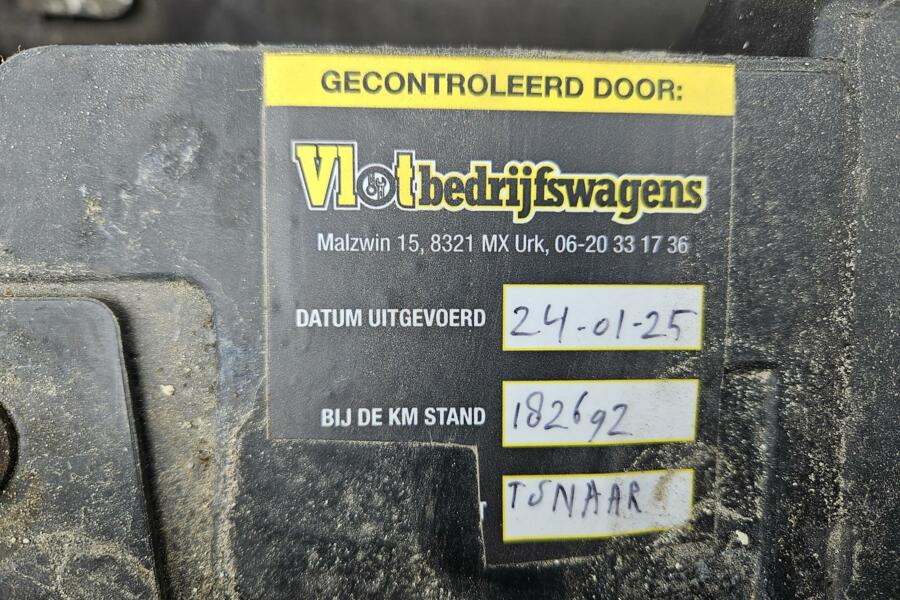 GECONTROLEERD DOOR:
Vlotbedrijfswagens
Malzwin 15, 8321 MX Urk, 06-20 33 17 36
DATUM UITGEVOERD 24-01-25
BIJ DE KM STAND 182692